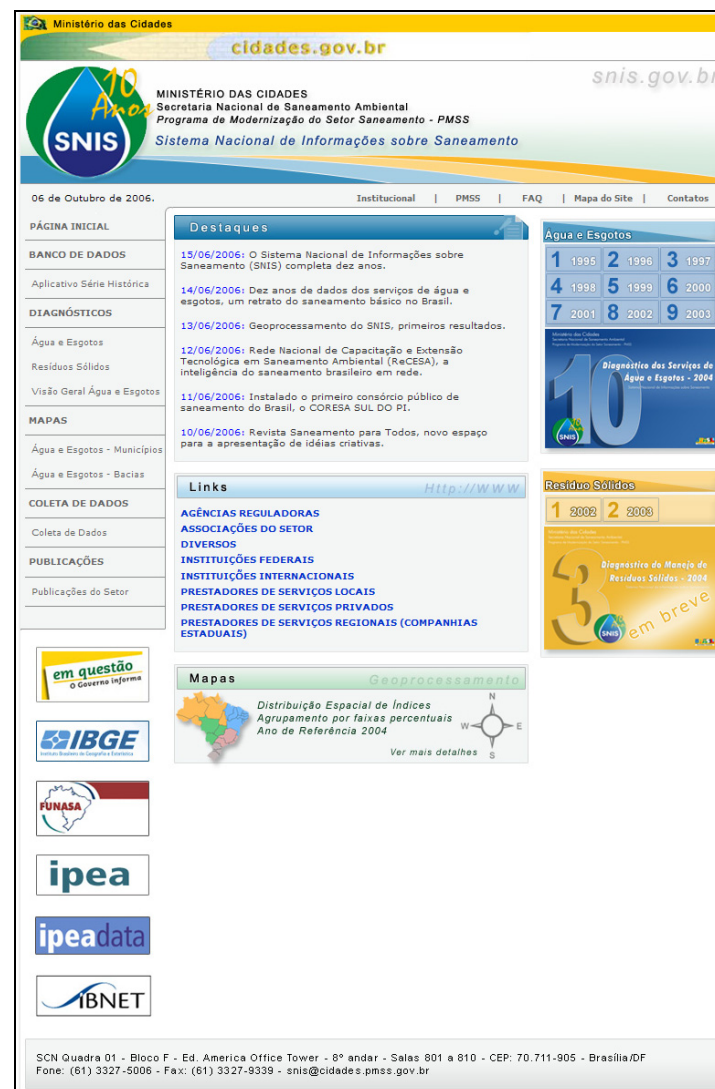 Ministério das Cidades
cidades.gov.br
snis.gov.br
10
Anos
SNIS
MINISTÉRIO DAS CIDADES
Secretaria Nacional de Saneamento Ambiental
Programa de Modernização do Setor Saneamento - PMSS
Sistema Nacional de Informações sobre Saneamento
06 de Outubro de 2006.
Institucional | PMSS | FAQ | Mapa do Site | Contatos
PÁGINA INICIAL
BANCO DE DADOS
Aplicativo Série Histórica
DIAGNÓSTICOS
Água e Esgotos
Resíduos Sólidos
Visão Geral Água e Esgotos
MAPAS
Água e Esgotos - Municípios
Água e Esgotos - Bacias
COLETA DE DADOS
Coleta de Dados
PUBLICAÇÕES
Publicações do Setor
Destaques
15/06/2006: O Sistema Nacional de Informações sobre
Saneamento (SNIS) completa dez anos.
14/06/2006: Dez anos de dados dos serviços de água e
esgotos, um retrato do saneamento básico no Brasil.
13/06/2006: Geoprocessamento do SNIS, primeiros resultados.
12/06/2006: Rede Nacional de Capacitação e Extensão
Tecnológica em Saneamento Ambiental (ReCESA), a
inteligência do saneamento brasileiro em rede.
11/06/2006: Instalado o primeiro consórcio público de
saneamento do Brasil, o CORESA SUL DO PI.
10/06/2006: Revista Saneamento para Todos, novo espaço
para a apresentação de idéias criativas.
Links
Http://WWW
AGÊNCIAS REGULADORAS
ASSOCIAÇÕES DO SETOR
DIVERSOS
INSTITUIÇÕES FEDERAIS
INSTITUIÇÕES INTERNACIONAIS
PRESTADORES DE SERVIÇOS LOCAIS
PRESTADORES DE SERVIÇOS PRIVADOS
PRESTADORES DE SERVIÇOS REGIONAIS (COMPANHIAS
ESTADUAIS)
Mapas
Geoprocessamento
Distribuição Espacial de Índices
Agrupamento por faixas percentuais
Ano de Referência 2004
Ver mais detalhes
N
W
E
S
Água e Esgotos
1 1995 2 1996 3 1997
4 1998 5 1999 6 2000
7 2001 8 2002 9 2003
Ministério das Cidades
10
Diagnóstico dos Serviços de
Água e Esgotos - 2004
SNIS
Resíduo Sólidos
1 2002 2 2003
Ministério das Cidades
3
Diagnóstico do Manejo de
Resíduos Sólidos - 2004
SNIS
em breve
em questão
O Governo informa
IBGE
Instituto Brasileiro de Geografia e Estatística
FUNASA
ipea
ipeadata
IBNET
SCN Quadra 01 - Bloco F - Ed. America Office Tower - 8º andar - Salas 801 a 810 - CEP: 70.711-905 - Brasília/DF
Fone: (61) 3327-5006 - Fax: (61) 3327-9339 - snis@cidades.pmss.gov.br